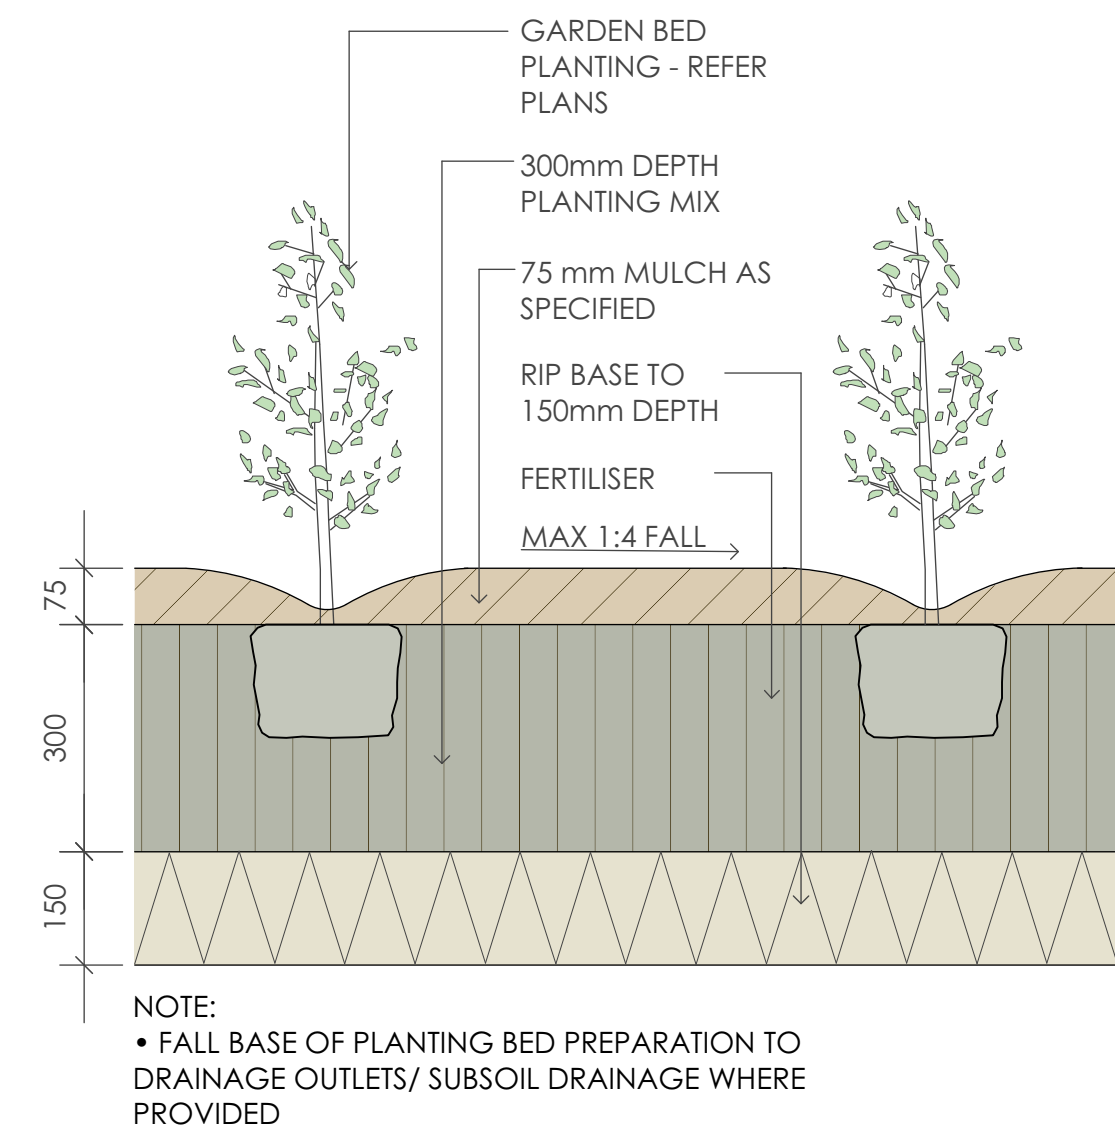 GARDEN BED
PLANTING - REFER
PLANS
300mm DEPTH
PLANTING MIX
75 mm MULCH AS
SPECIFIED
RIP BASE TO
150mm DEPTH
FERTILISER
MAX 1:4 FALL
75
300
150
NOTE:
• FALL BASE OF PLANTING BED PREPARATION TO
DRAINAGE OUTLETS/ SUBSOIL DRAINAGE WHERE
PROVIDED